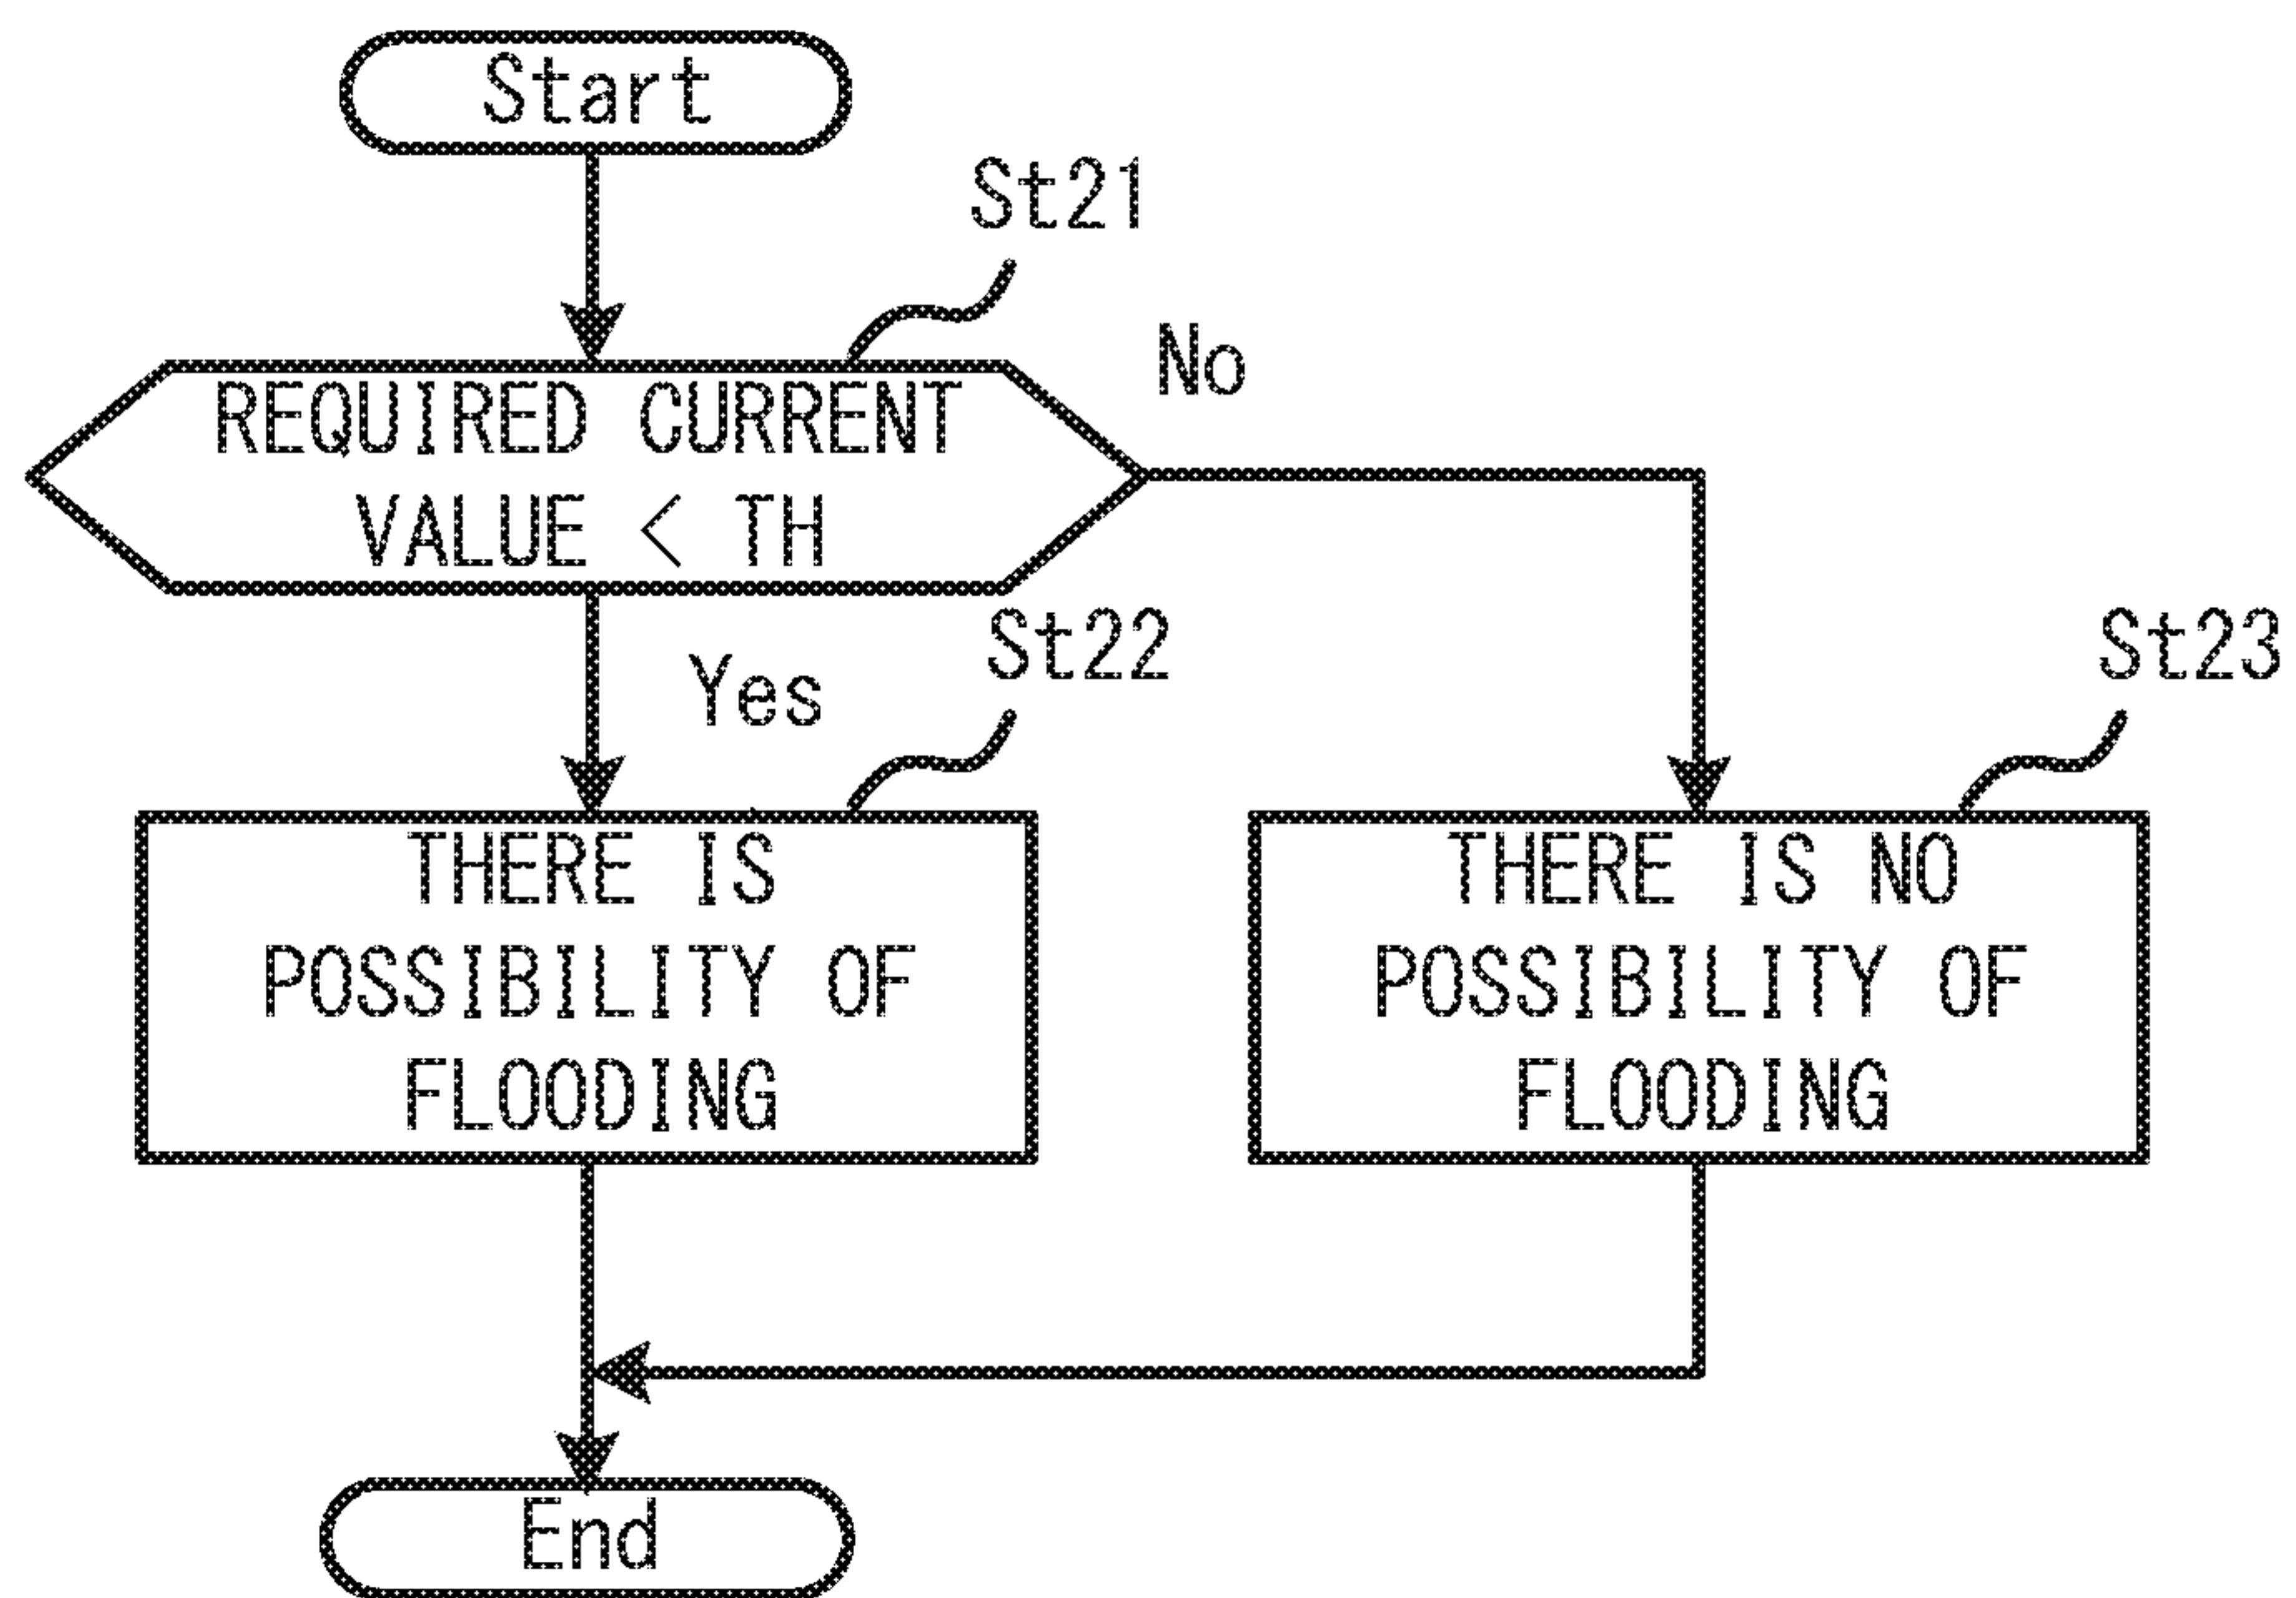 Start
St21
REQUIRED CURRENT
VALUE < TH
No
Yes
St22
St23
THERE IS
POSSIBILITY OF
FLOODING
THERE IS NO
POSSIBILITY OF
FLOODING
End